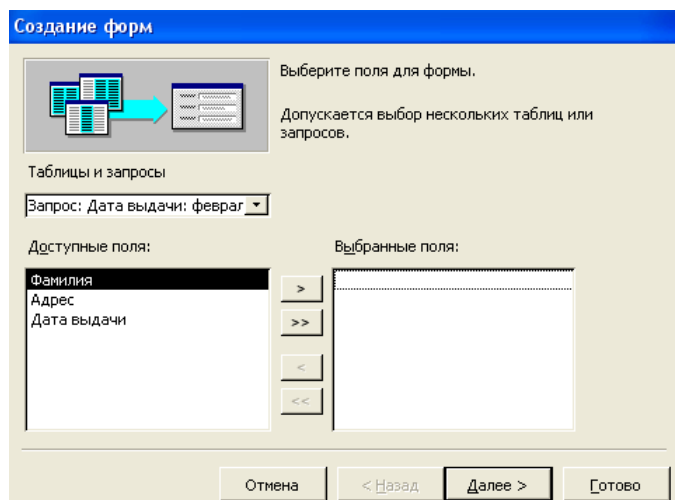 Создание форм
Выберите поля для формы.
Допускается выбор нескольких таблиц или
запросов.
Таблицы и запросы
Запрос: Дата выдачи: феврал
Доступные поля:
Выбранные поля:
Фамилия
Адрес
Дата выдачи
>
>>
<
<<
Отмена
< Назад
Далее >
Готово